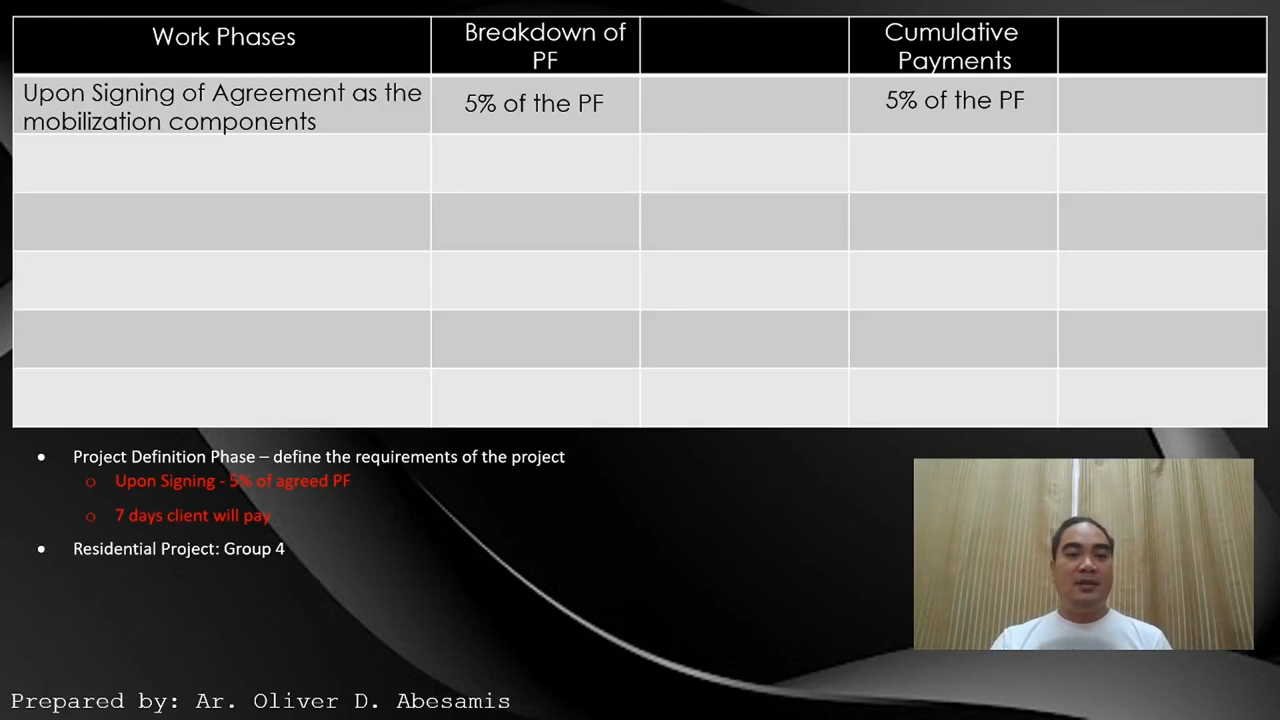 Work Phases
Breakdown of
PF
Cumulative
Payments
Upon Signing of Agreement as the
mobilization components
5% of the PF
5% of the PF
• Project Definition Phase – define the requirements of the project
o Upon Signing - 5% of agreed PF
o 7 days client will pay
• Residential Project: Group 4
Prepared by: Ar. Oliver D. Abesamis